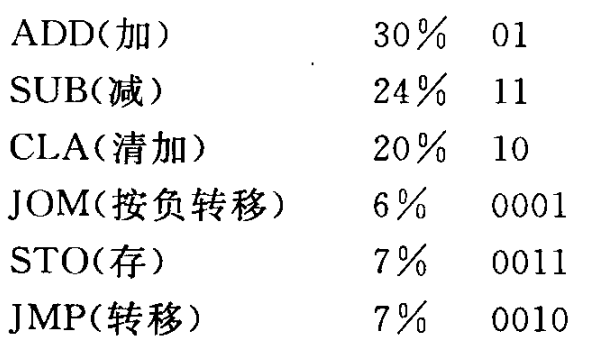 ADD(加) 30% 01
SUB(减) 24% 11
CLA(清加) 20% 10
JOM(按负转移) 6% 0001
STO(存) 7% 0011
JMP(转移) 7% 0010